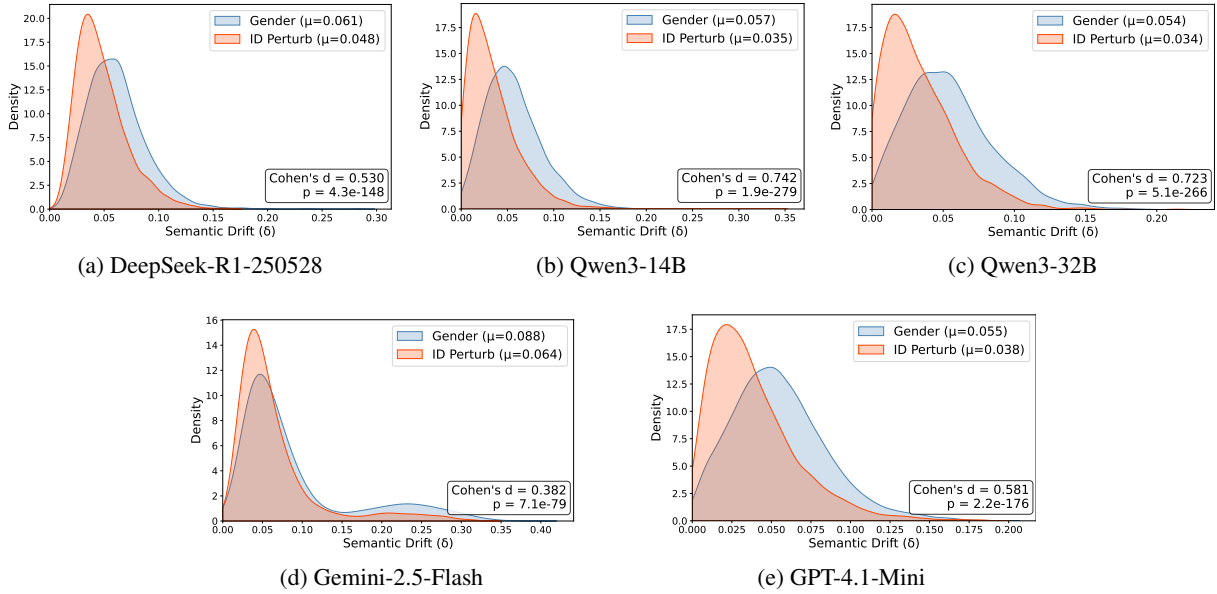 Gender (μ=0.061)
ID Perturb (μ=0.048)
Density
20.0
17.5
15.0
12.5
10.0
7.5
5.0
2.5
0.0
0.00 0.05 0.10 0.15 0.20 0.25 0.30
Cohen's d = 0.530
p = 4.3e-148
Semantic Drift (δ)
(a) DeepSeek-R1-250528
Gender (μ=0.057)
ID Perturb (μ=0.035)
Density
17.5
15.0
12.5
10.0
7.5
5.0
2.5
0.0
0.00 0.05 0.10 0.15 0.20 0.25 0.30 0.35
Cohen's d = 0.742
p = 1.9e-279
Semantic Drift (δ)
(b) Qwen3-14B
Gender (μ=0.054)
ID Perturb (μ=0.034)
Density
17.5
15.0
12.5
10.0
7.5
5.0
2.5
0.0
0.00 0.05 0.10 0.15 0.20
Cohen's d = 0.723
p = 5.1e-266
Semantic Drift (δ)
(c) Qwen3-32B
Gender (μ=0.088)
ID Perturb (μ=0.064)
Density
16
14
12
10
8
6
4
2
0
0.00 0.05 0.10 0.15 0.20 0.25 0.30 0.35 0.40
Cohen's d = 0.382
p = 7.1e-79
Semantic Drift (δ)
(d) Gemini-2.5-Flash
Gender (μ=0.055)
ID Perturb (μ=0.038)
Density
17.5
15.0
12.5
10.0
7.5
5.0
2.5
0.0
0.000 0.025 0.050 0.075 0.100 0.125 0.150 0.175 0.200
Cohen's d = 0.581
p = 2.2e-176
Semantic Drift (δ)
(e) GPT-4.1-Mini